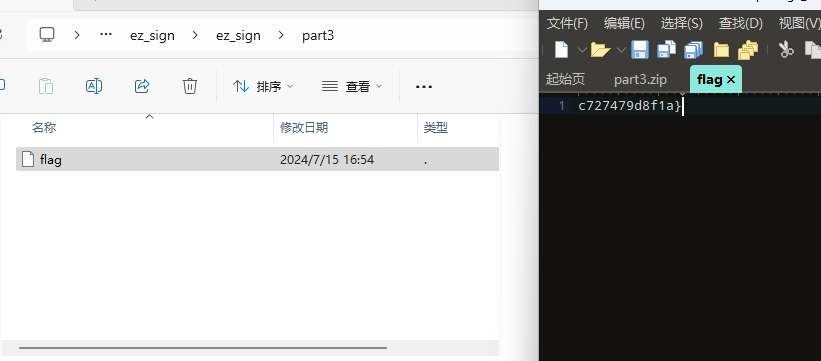 ez_sign > ez_sign > part3
排序 查看
名称 修改日期 类型
flag 2024/7/15 16:54 .
文件(F) 编辑(E) 选择(S) 查找(D) 视图(V)
起始页 part3.zip flag ×
1 c727479d8f1a}